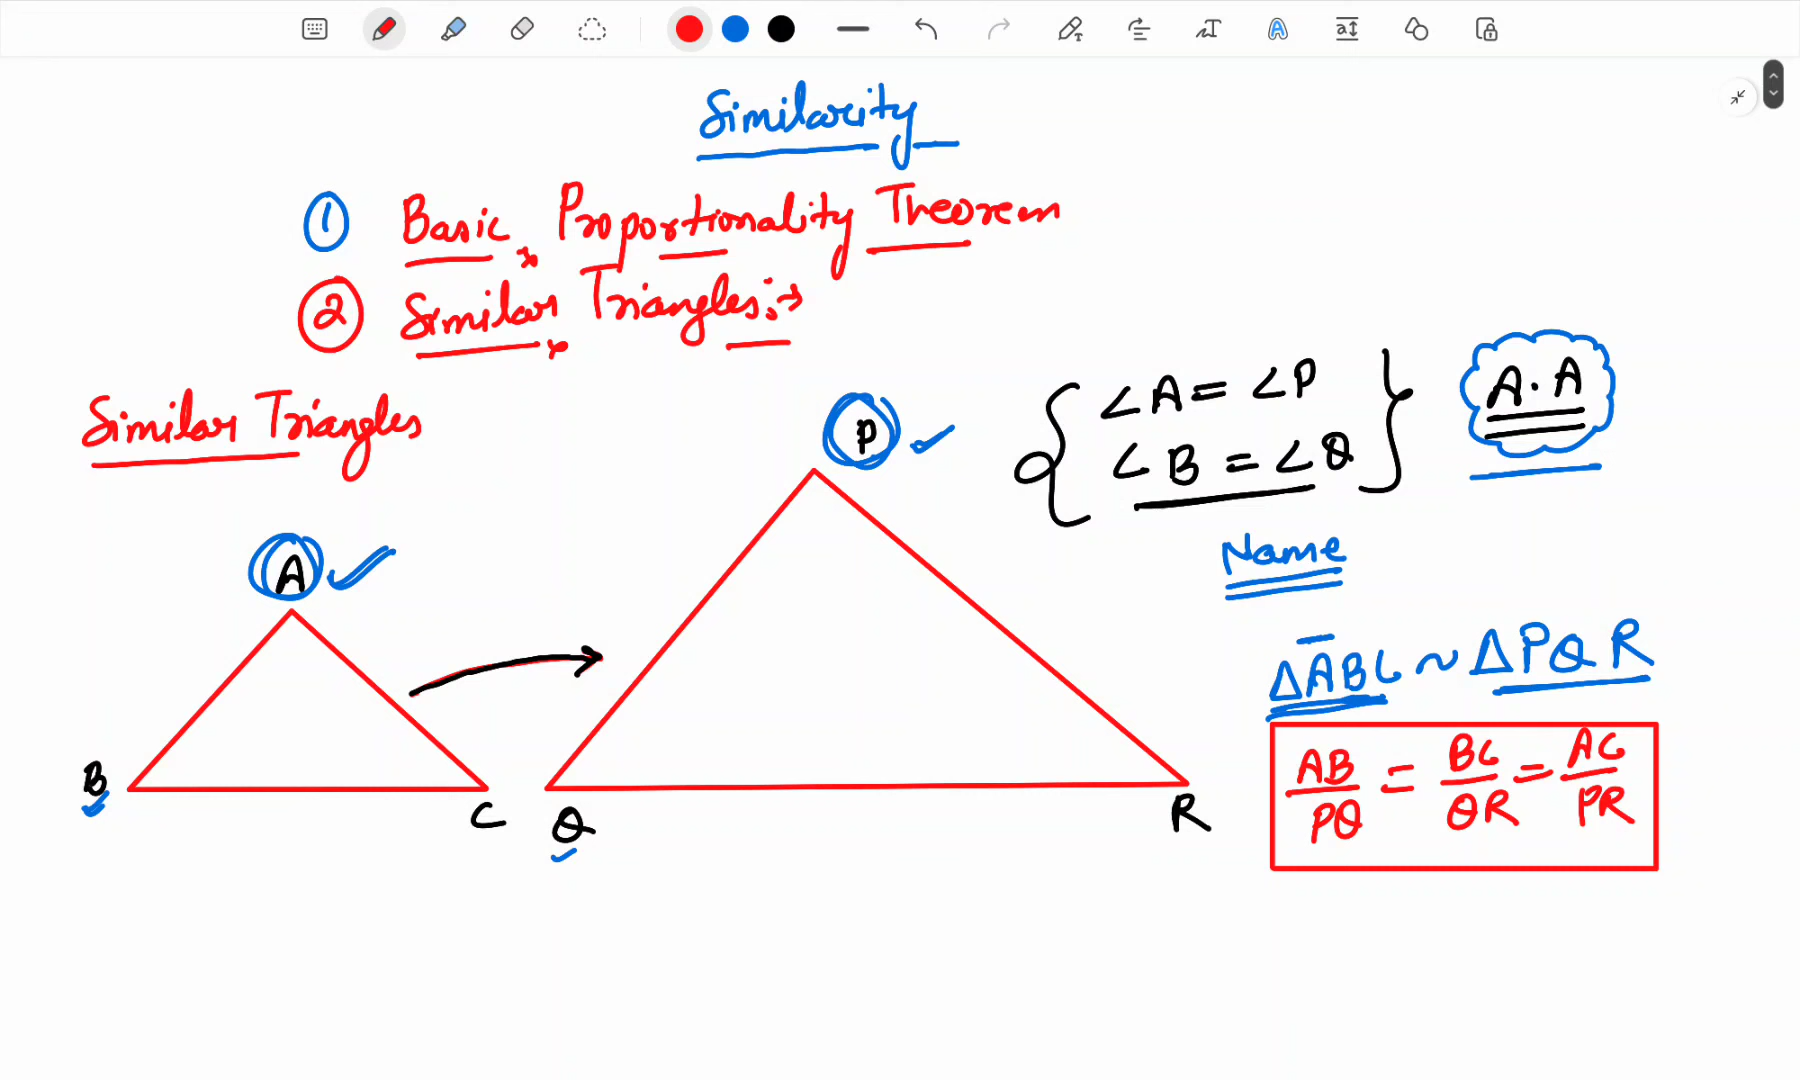 Similarity
① Basic Proportionality Theorem
② Similar Triangles :→
Similar Triangles
∠A = ∠P
∠B = ∠Q
A.A
P
A
B
C
Q
R
Name
ΔABC ~ ΔPQR
AB/PQ = BC/QR = AC/PR